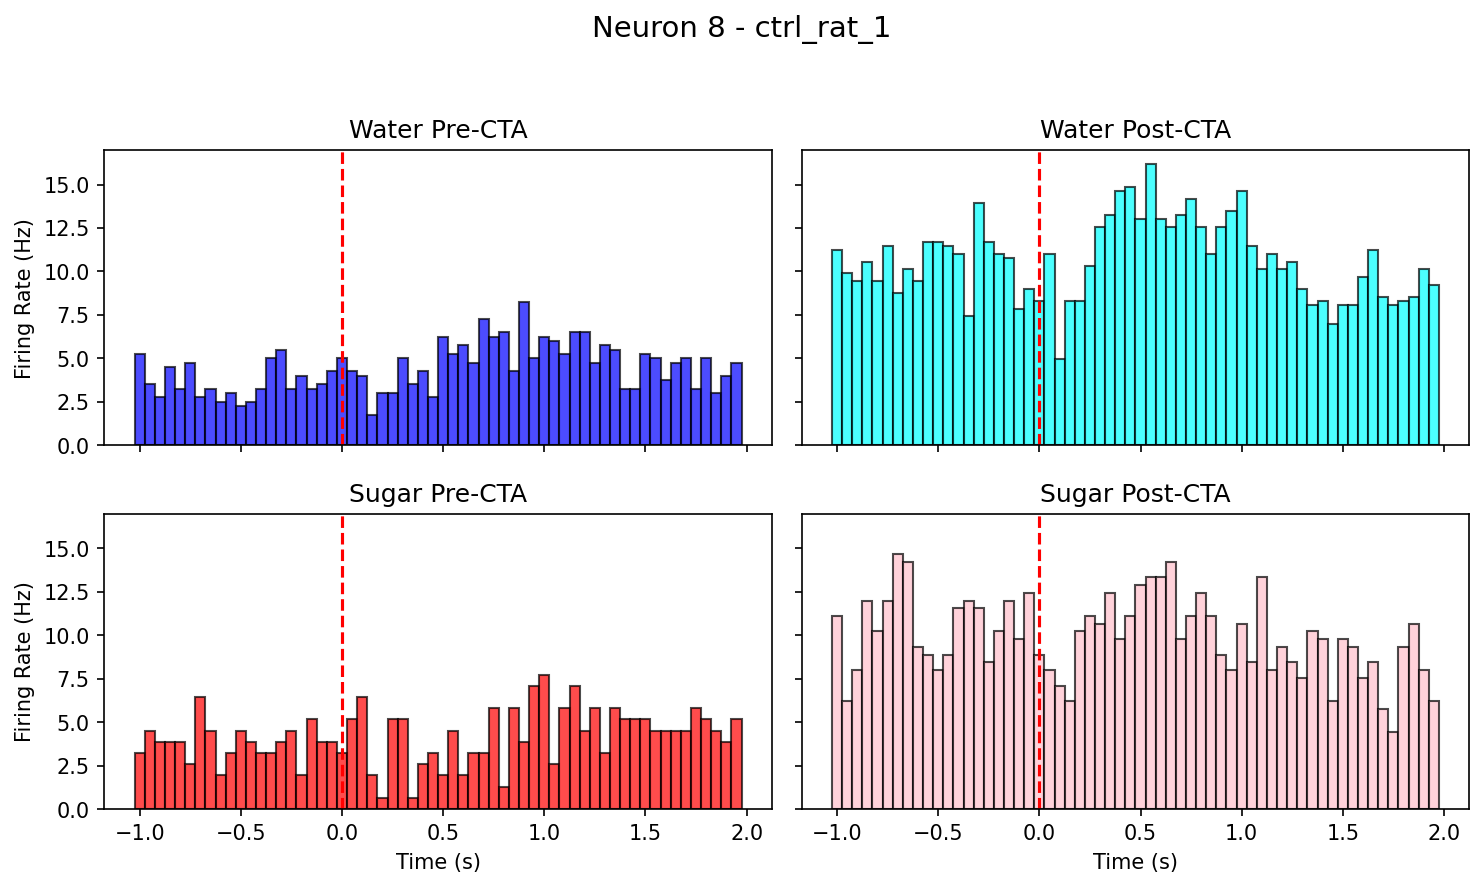 Neuron 8 - ctrl_rat_1
Water Pre-CTA
Water Post-CTA
Firing Rate (Hz)
15.0
12.5
10.0
7.5
5.0
2.5
0.0
Sugar Pre-CTA
Sugar Post-CTA
Firing Rate (Hz)
15.0
12.5
10.0
7.5
5.0
2.5
0.0
−1.0 −0.5 0.0 0.5 1.0 1.5 2.0
−1.0 −0.5 0.0 0.5 1.0 1.5 2.0
Time (s)
Time (s)